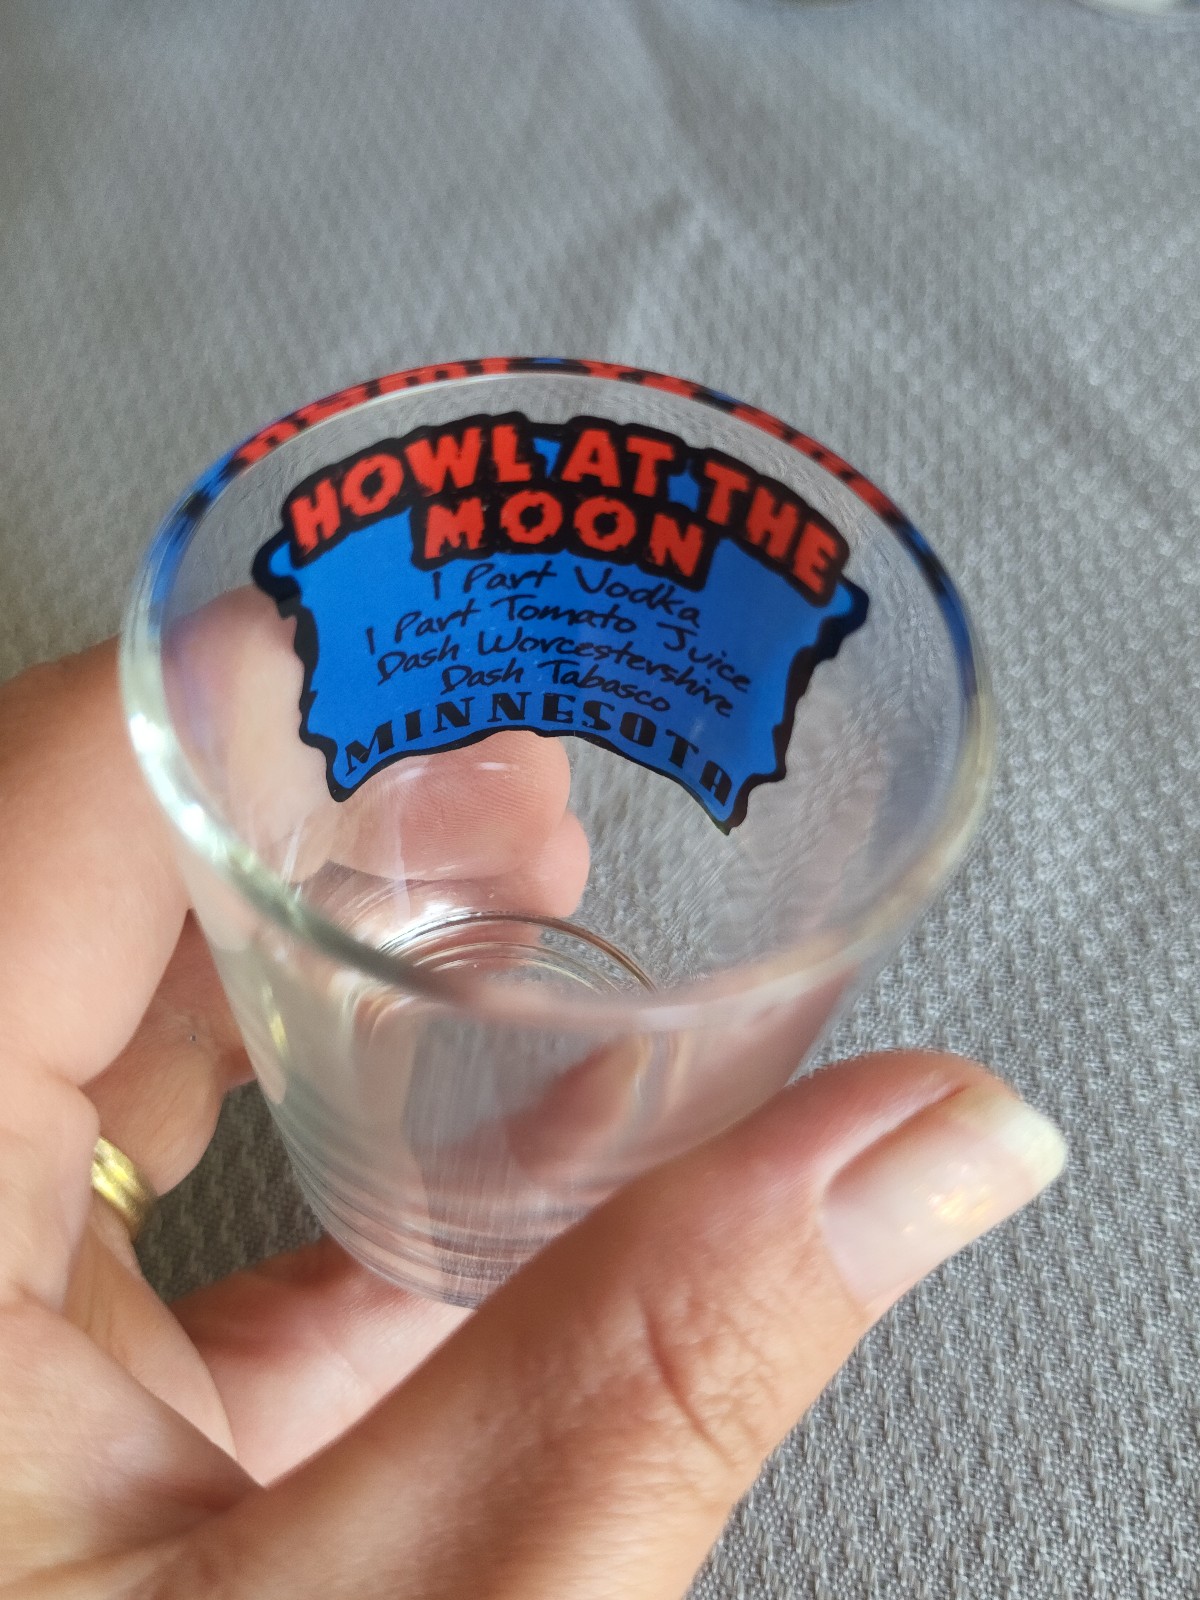 HOWL AT THE
MOON
1 Part Vodka
1 Part Tomato Juice
Dash Worcestershire
Dash Tabasco
MINNESOTA